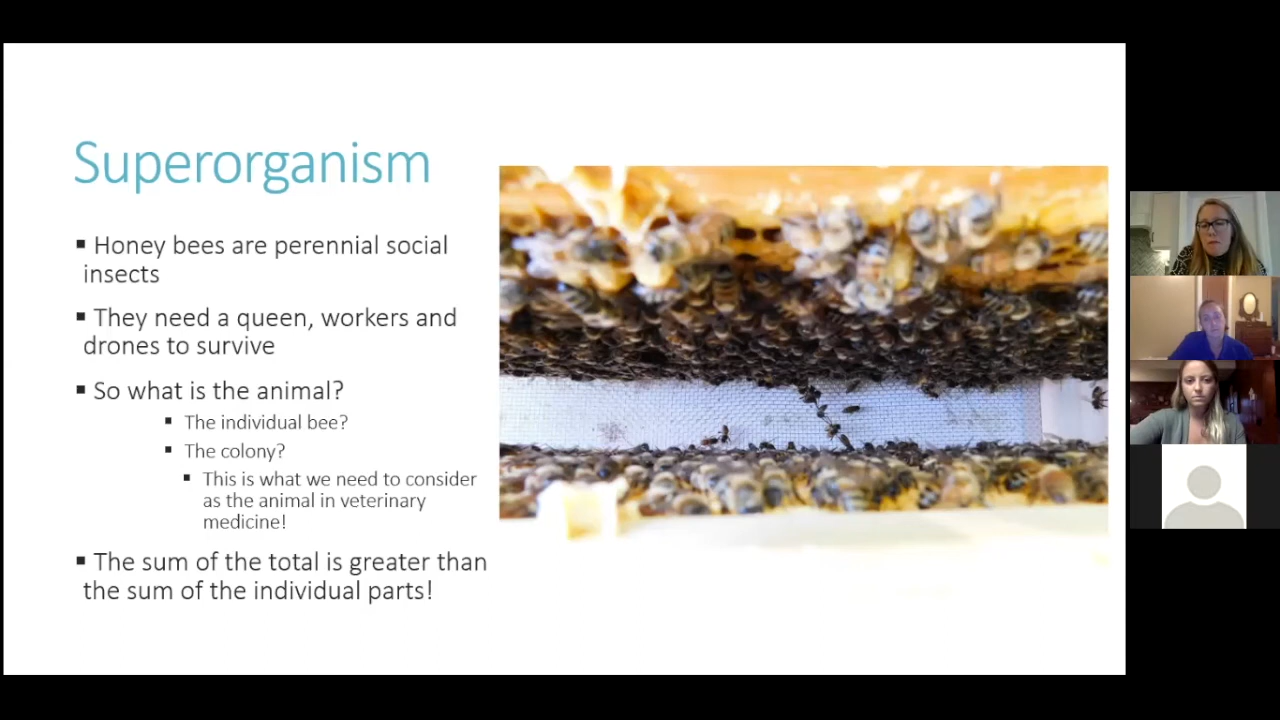 Superorganism
▪ Honey bees are perennial social
insects
▪ They need a queen, workers and
drones to survive
▪ So what is the animal?
▪ The individual bee?
▪ The colony?
▪ This is what we need to consider
as the animal in veterinary
medicine!
▪ The sum of the total is greater than
the sum of the individual parts!